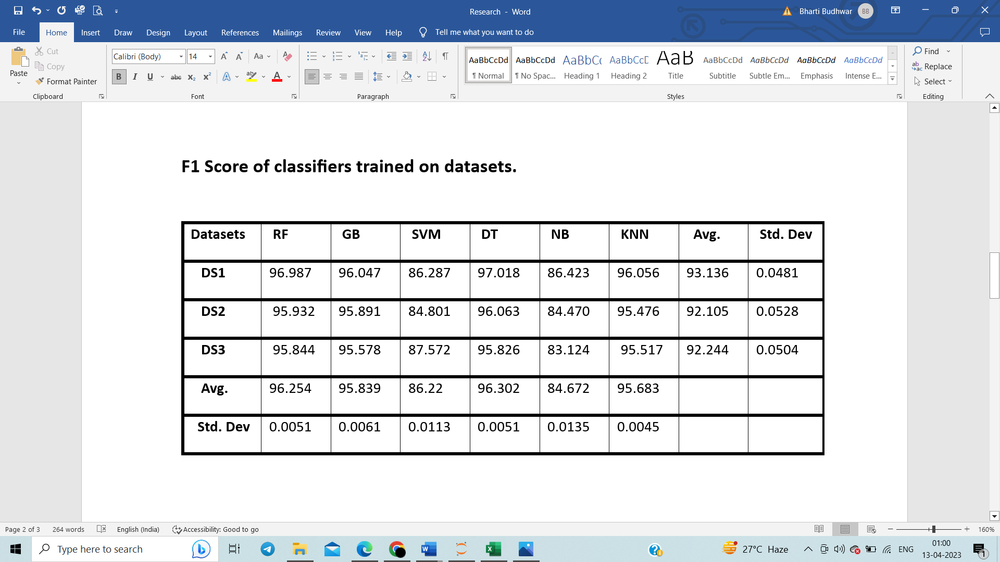 Research - Word
Bharti Budhwar BB
File Home Insert Draw Design Layout References Mailings Review View Help Tell me what you want to do
Paste
Cut
Copy
Format Painter
Clipboard
Calibri (Body) 14 Aa
B I U abc x₂ x² A ab A
Font
Paragraph
AaBbCcDd AaBbCcDd AaBbC AaBbCcD AaB AaBbCcDd AaBbCcDd AaBbCcDd AaBbCcDd
¶ Normal ¶ No Spac... Heading 1 Heading 2 Title Subtitle Subtle Em... Emphasis Intense E...
Styles
Find
Replace
Select
Editing
F1 Score of classifiers trained on datasets.
Datasets RF GB SVM DT NB KNN Avg. Std. Dev
DS1 96.987 96.047 86.287 97.018 86.423 96.056 93.136 0.0481
DS2 95.932 95.891 84.801 96.063 84.470 95.476 92.105 0.0528
DS3 95.844 95.578 87.572 95.826 83.124 95.517 92.244 0.0504
Avg. 96.254 95.839 86.22 96.302 84.672 95.683
Std. Dev 0.0051 0.0061 0.0113 0.0051 0.0135 0.0045
Page 2 of 3 264 words English (India) Accessibility: Good to go 160%
Type here to search
27°C Haze
ENG
01:00
13-04-2023
1